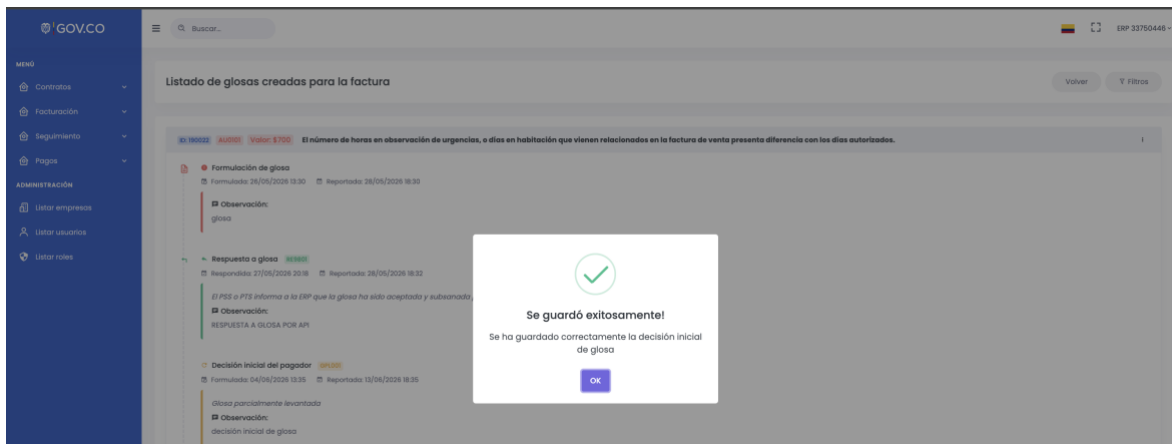 GOV.CO
Buscar...
ERP 33750446
MENÚ
Contratos
Facturación
Seguimiento
Pagos
ADMINISTRACIÓN
Listar empresas
Listar usuarios
Listar roles
Listado de glosas creadas para la factura
Volver
Filtros
Valor: $700 El número de horas en observación de urgencias, o días en habitación que vienen relacionados en la factura de venta presenta diferencia con los días autorizados.
Formulación de glosa
Formulada: 28/05/2026 13:30 Reportada: 28/05/2026 18:30
Observación:
glosa
Respuesta a glosa
Respondida: 27/05/2026 20:18 Reportada: 28/05/2026 18:32
El PSS o PTS informa a la ERP que la glosa ha sido aceptada y subsanada
Observación:
RESPUESTA A GLOSA POR API
Decisión inicial del pagador
Formulada: 04/06/2026 13:35 Reportada: 13/05/2026 18:35
Glosa parcialmente levantada
Observación:
decisión inicial de glosa
Se guardó exitosamente!
Se ha guardado correctamente la decisión inicial
de glosa
OK